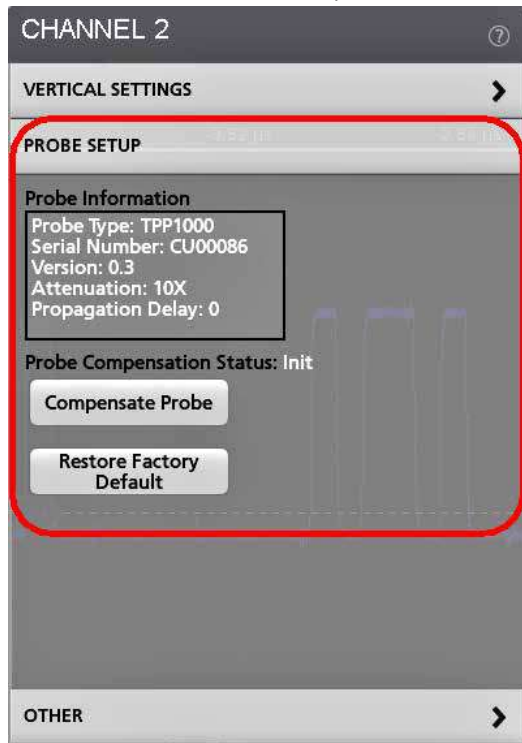 CHANNEL 2
VERTICAL SETTINGS
PROBE SETUP
Probe Information
Probe Type: TPP1000
Serial Number: CU00086
Version: 0.3
Attenuation: 10X
Propagation Delay: 0
Probe Compensation Status: Init
Compensate Probe
Restore Factory
Default
OTHER